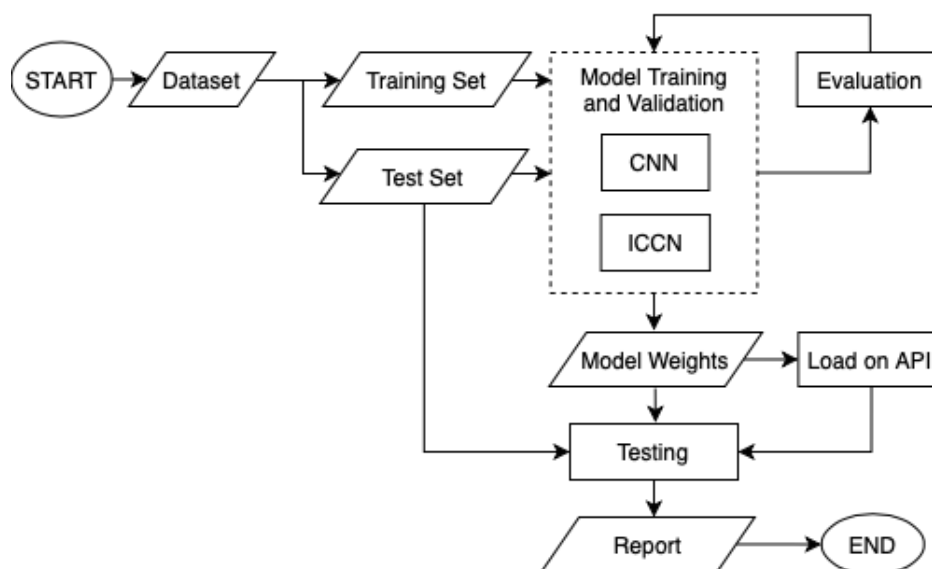 START
Dataset
Training Set
Model Training
and Validation
Evaluation
Test Set
CNN
ICCN
Model Weights
Load on API
Testing
Report
END